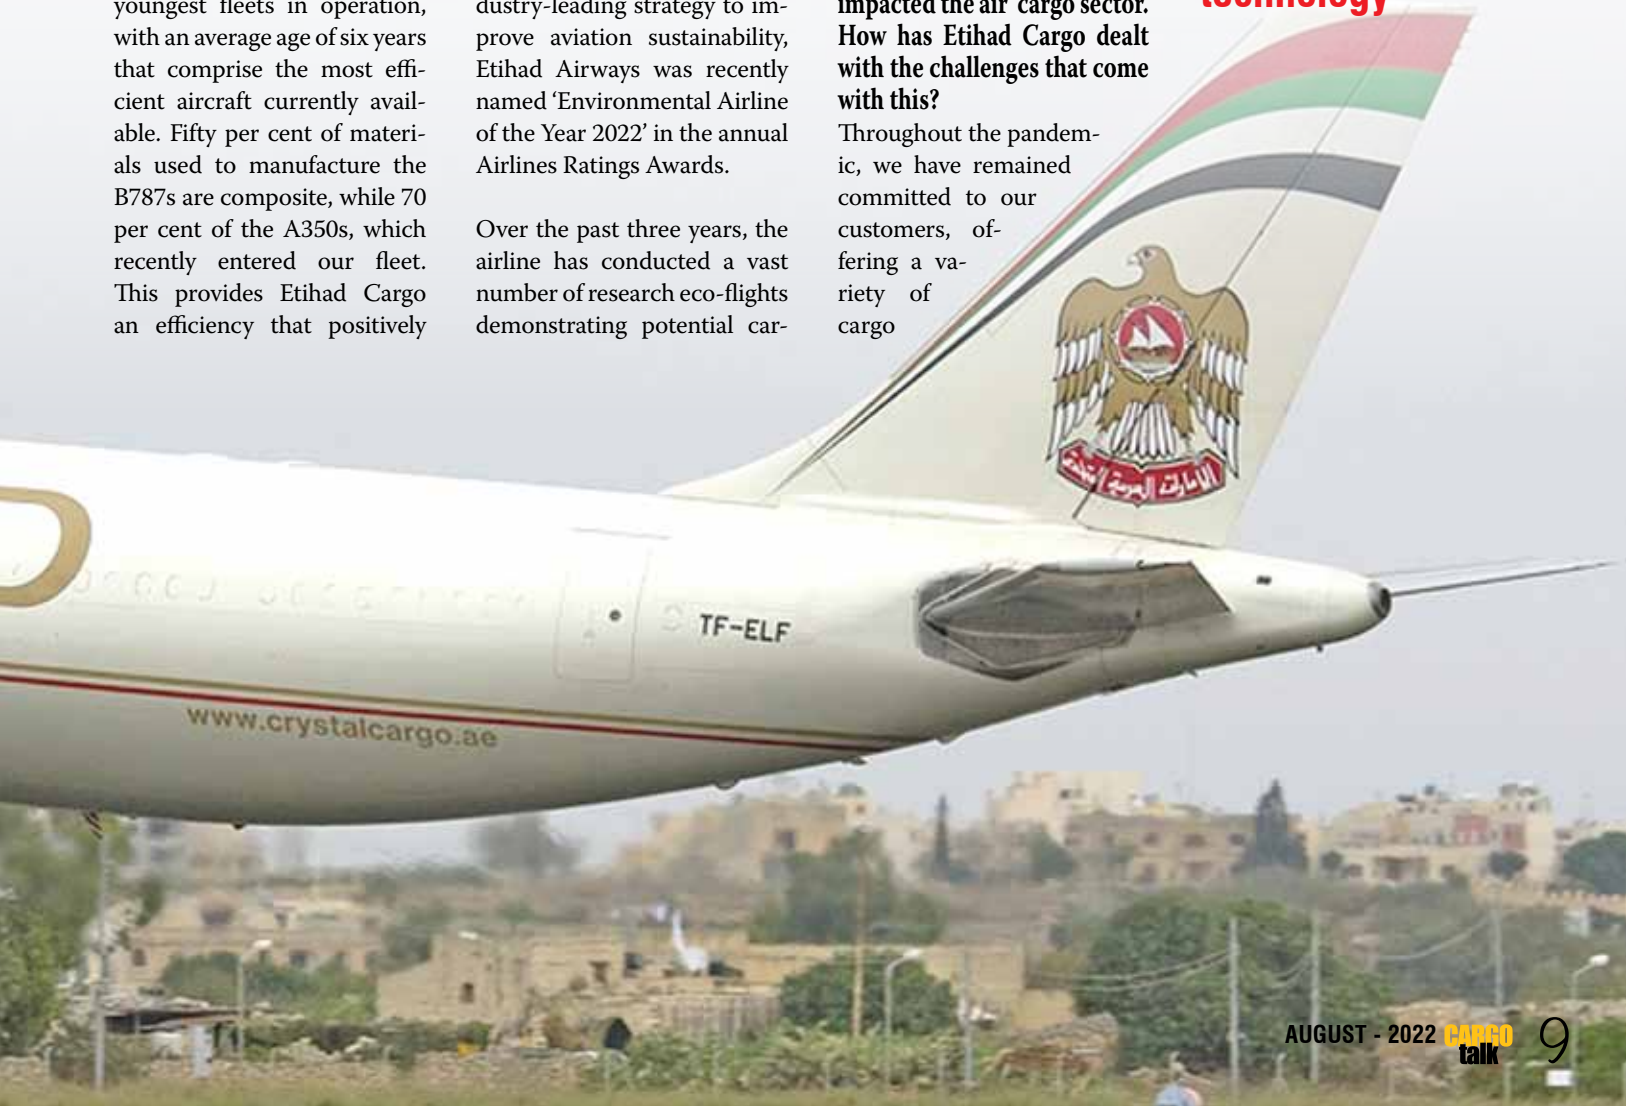 youngest fleets in operation,
with an average age of six years
that comprise the most effi-
cient aircraft currently avail-
able. Fifty per cent of materi-
als used to manufacture the
B787s are composite, while 70
per cent of the A350s, which
recently entered our fleet.
This provides Etihad Cargo
an efficiency that positively
dustry-leading strategy to im-
prove aviation sustainability,
Etihad Airways was recently
named ‘Environmental Airline
of the Year 2022’ in the annual
Airlines Ratings Awards.
Over the past three years, the
airline has conducted a vast
number of research eco-flights
demonstrating potential car-
impacted the air cargo sector.
How has Etihad Cargo dealt
with the challenges that come
with this?
Throughout the pandem-
ic, we have remained
committed to our
customers, of-
fering a va-
riety of
cargo
technology
الإمارات العربية المتحدة
TF-ELF
www.crystalcargo.ae
AUGUST - 2022 CARGO talk 9